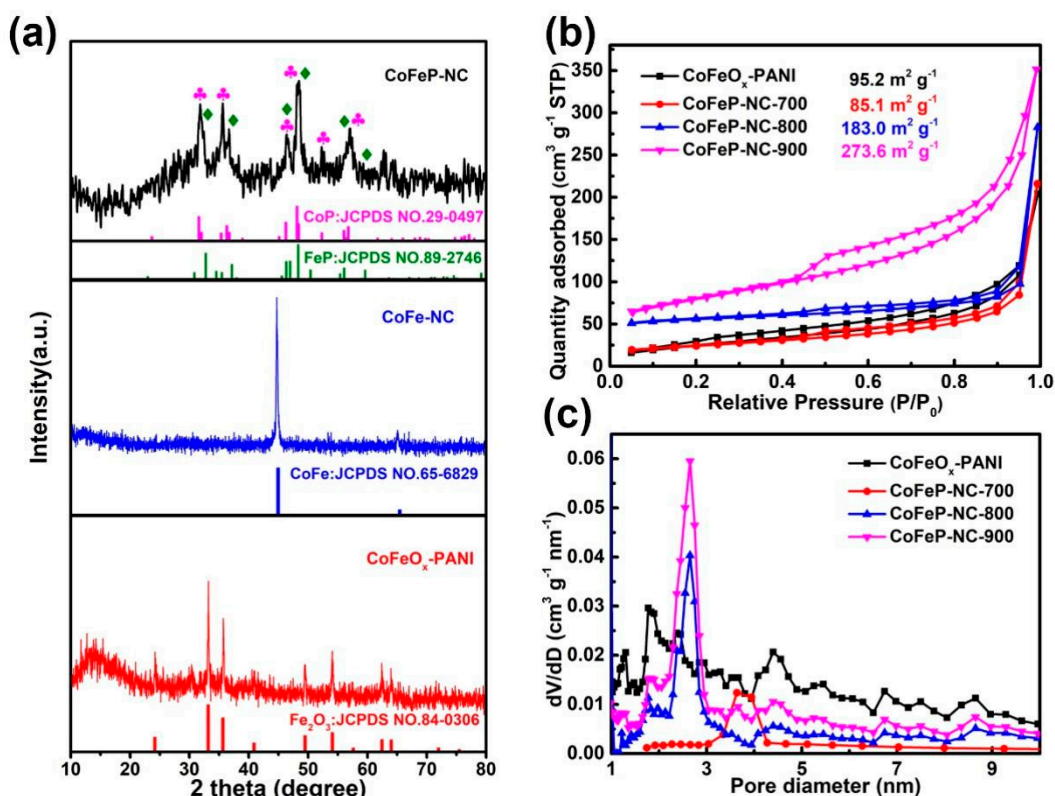 (a)
CoFeP-NC
CoP:JCPDS NO.29-0497
FeP:JCPDS NO.89-2746
CoFe-NC
CoFe:JCPDS NO.65-6829
CoFeOₓ-PANI
Fe₂O₃:JCPDS NO.84-0306
Intensity(a.u.)
10 20 30 40 50 60 70 80
2 theta (degree)
(b)
350
300
250
200
150
100
50
0
Quantity adsorbed (cm³ g⁻¹ STP)
CoFeOₓ-PANI 95.2 m² g⁻¹
CoFeP-NC-700 85.1 m² g⁻¹
CoFeP-NC-800 183.0 m² g⁻¹
CoFeP-NC-900 273.6 m² g⁻¹
0.0 0.2 0.4 0.6 0.8 1.0
Relative Pressure (P/P₀)
(c)
0.06
0.05
0.04
0.03
0.02
0.01
0.00
dV/dD (cm³ g⁻¹ nm⁻¹)
CoFeOₓ-PANI
CoFeP-NC-700
CoFeP-NC-800
CoFeP-NC-900
1 3 5 7 9
Pore diameter (nm)